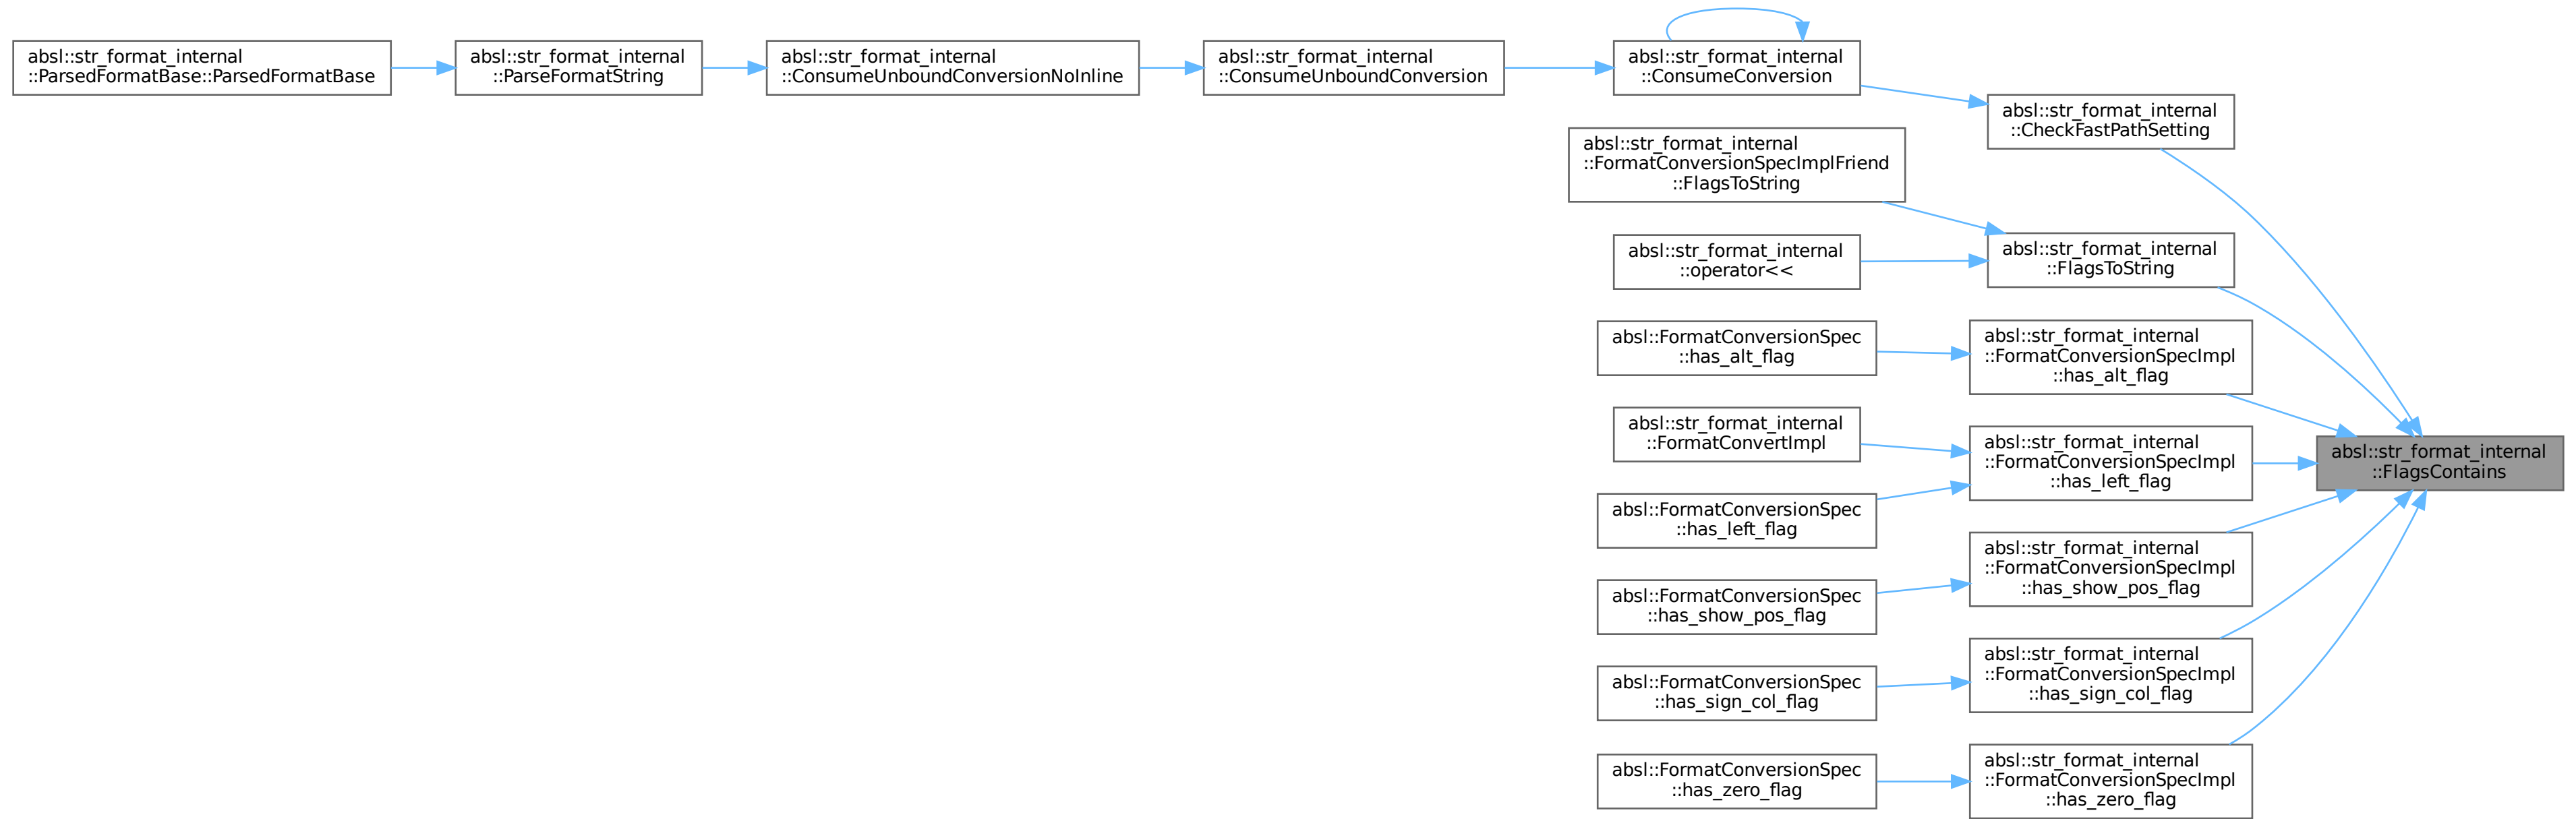 absl::str_format_internal
::ParsedFormatBase::ParsedFormatBase
absl::str_format_internal
::ParseFormatString
absl::str_format_internal
::ConsumeUnboundConversionNoInline
absl::str_format_internal
::ConsumeUnboundConversion
absl::str_format_internal
::ConsumeConversion
absl::str_format_internal
::CheckFastPathSetting
absl::str_format_internal
::FormatConversionSpecImplFriend
::FlagsToString
absl::str_format_internal
::operator<<
absl::str_format_internal
::FlagsToString
absl::FormatConversionSpec
::has_alt_flag
absl::str_format_internal
::FormatConversionSpecImpl
::has_alt_flag
absl::str_format_internal
::FormatConvertImpl
absl::FormatConversionSpec
::has_left_flag
absl::str_format_internal
::FormatConversionSpecImpl
::has_left_flag
absl::str_format_internal
::FlagsContains
absl::FormatConversionSpec
::has_show_pos_flag
absl::str_format_internal
::FormatConversionSpecImpl
::has_show_pos_flag
absl::FormatConversionSpec
::has_sign_col_flag
absl::str_format_internal
::FormatConversionSpecImpl
::has_sign_col_flag
absl::FormatConversionSpec
::has_zero_flag
absl::str_format_internal
::FormatConversionSpecImpl
::has_zero_flag